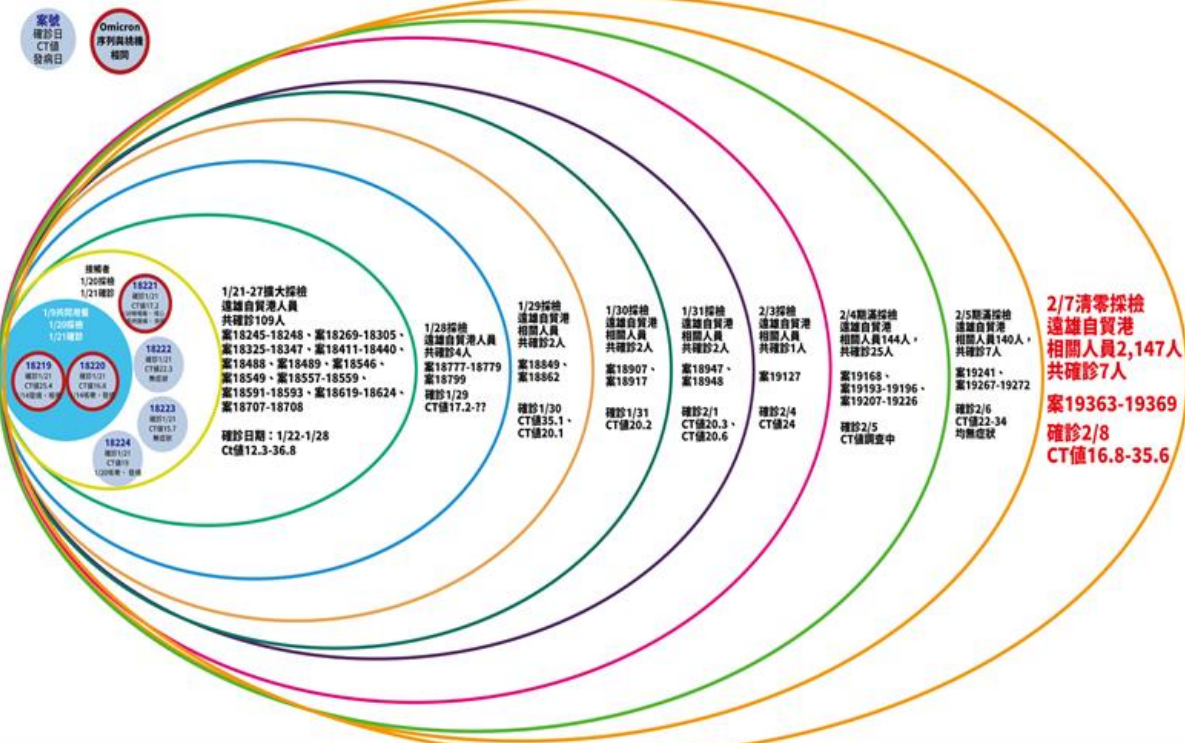 案號
確診日
CT值
發病日
Omicron
序列與桃機
相同
接觸者
1/20採檢
1/21確診
1/9共同用餐
1/20採檢
1/21確診
18219
確診1/21
CT值25.4
18220
確診1/21
CT值16.8
18221
確診1/21
CT值17.2
18222
確診1/21
CT值22.3
無症狀
18223
確診1/21
CT值15.7
無症狀
18224
確診1/21
CT值19
1/21-27擴大採檢
遠雄自貿港人員
共確診109人
案18245-18248、案18269-18305、
案18325-18347、案18411-18440、
案18488、案18489、案18546、
案18549、案18557-18559、
案18591-18593、案18619-18624、
案18707-18708
確診日期：1/22-1/28
Ct值12.3-36.8
1/28採檢
遠雄自貿港人員
共確診4人
案18777-18779
案18799
確診1/29
CT值17.2-??
1/29採檢
遠雄自貿港
相關人員
共確診2人
案18849、
案18862
確診1/30
CT值35.1、
CT值20.1
1/30採檢
遠雄自貿港
相關人員
共確診2人
案18907、
案18917
確診1/31
CT值20.2
1/31採檢
遠雄自貿港
相關人員
共確診2人
案18947、
案18948
確診2/1
CT值20.3、
CT值20.6
2/3採檢
遠雄自貿港
相關人員
共確診1人
案19127
確診2/4
CT值24
2/4期滿採檢
遠雄自貿港
相關人員144人，
共確診25人
案19168、
案19193-19196、
案19207-19226
確診2/5
CT值調查中
2/5期滿採檢
遠雄自貿港
相關人員140人，
共確診7人
案19241、
案19267-19272
確診2/6
CT值22-34
均無症狀
2/7清零採檢
遠雄自貿港
相關人員2,147人
共確診7人
案19363-19369
確診2/8
CT值16.8-35.6